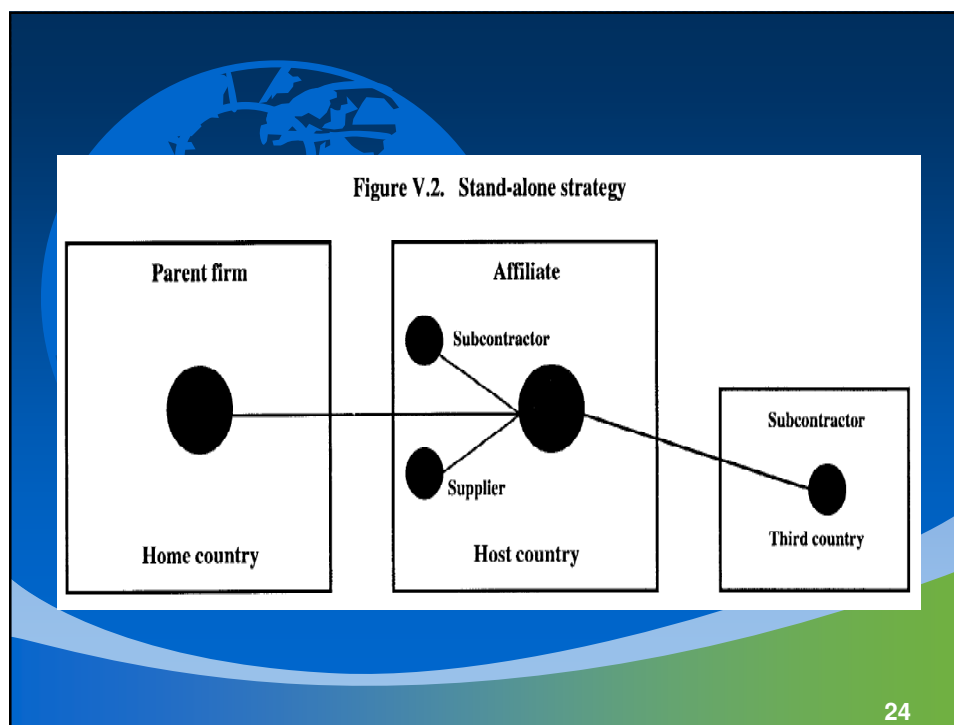 Figure V.2. Stand-alone strategy
Parent firm
Home country
Affiliate
Subcontractor
Supplier
Host country
Subcontractor
Third country
24